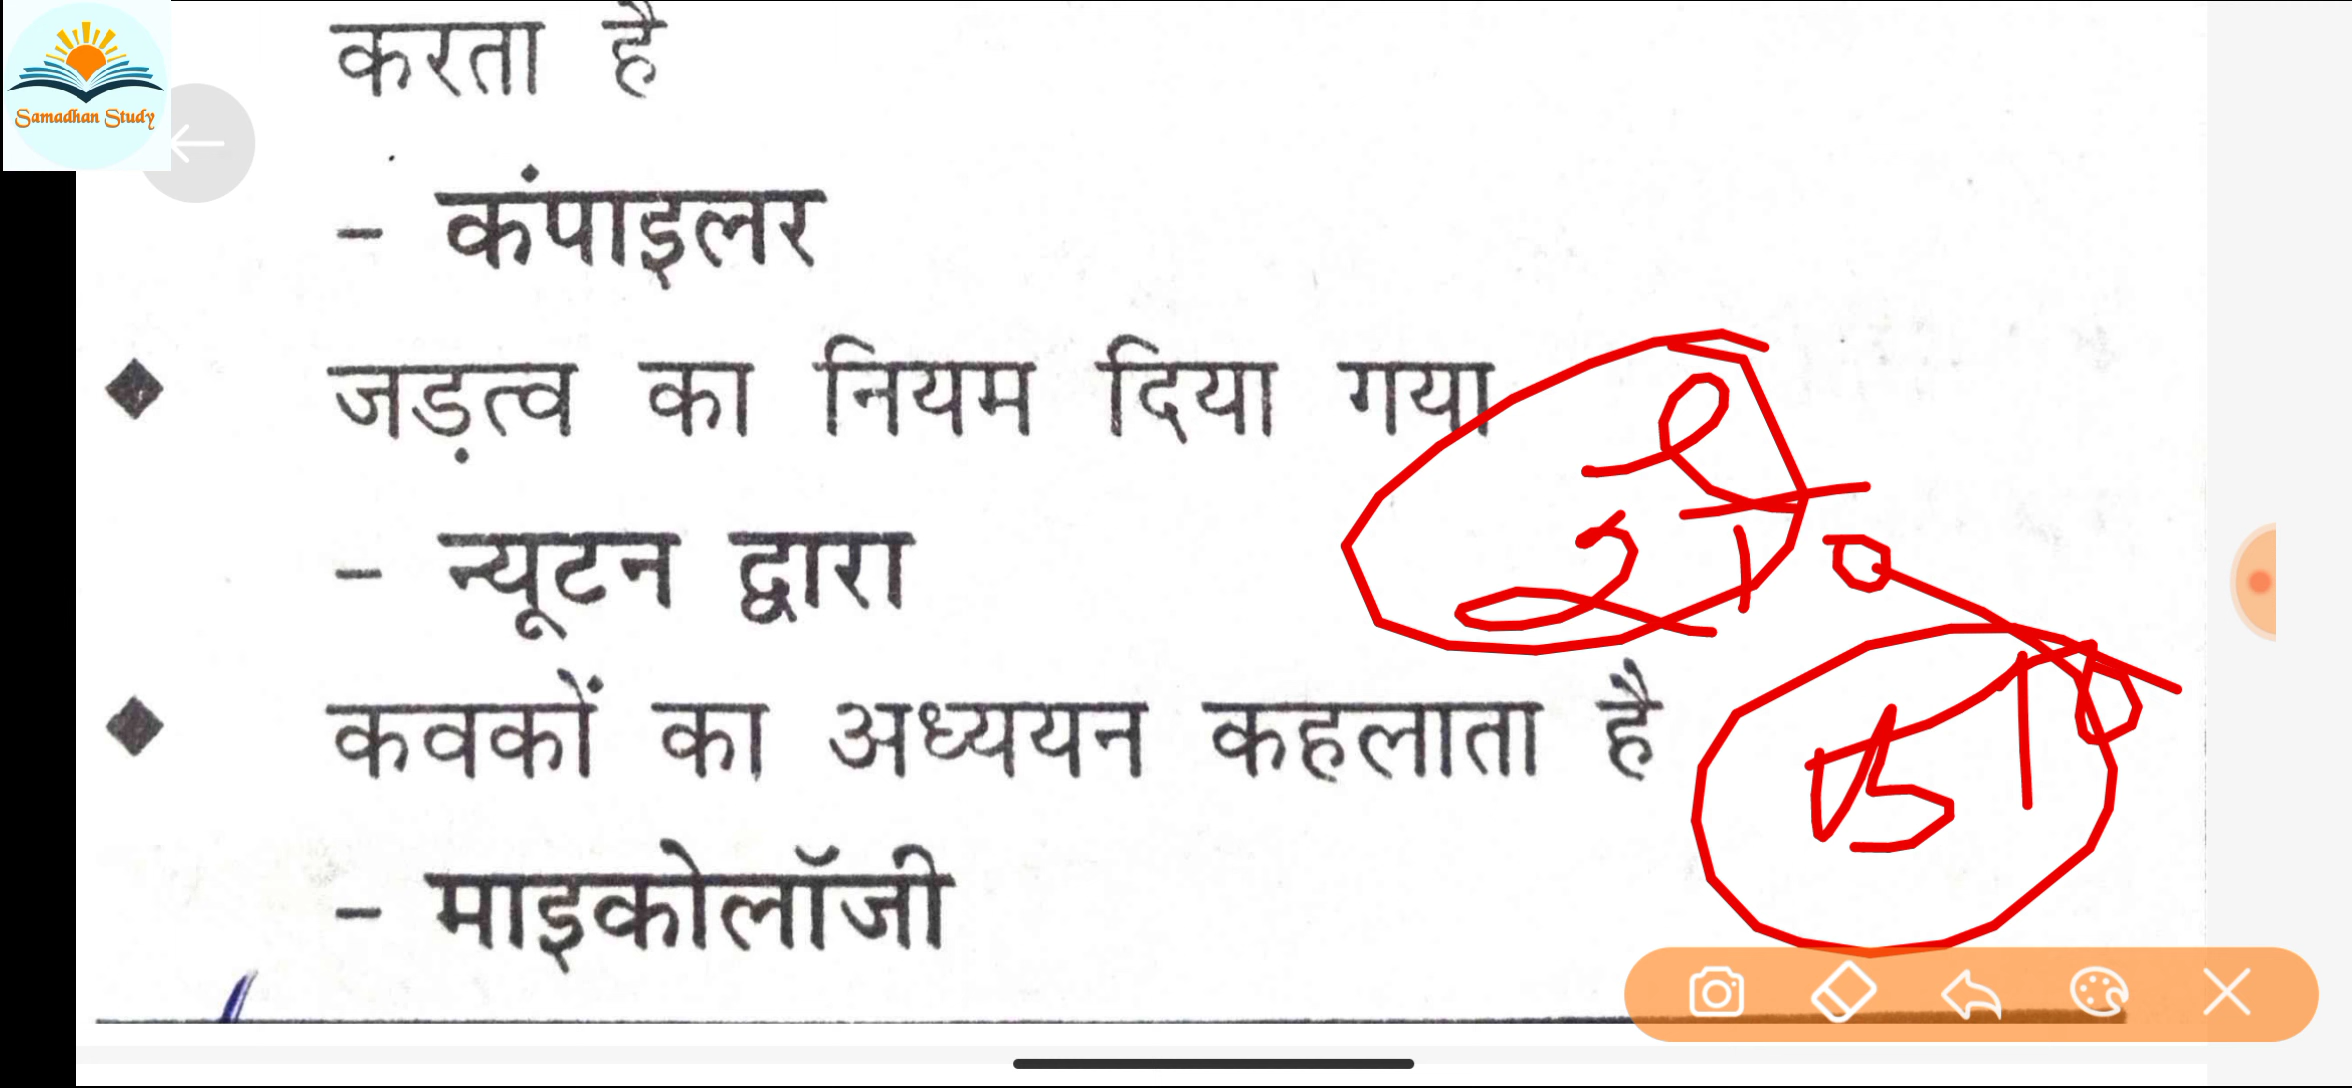 करता है
Samadhan Study
- कंपाइलर
◆ जड़त्व का नियम दिया गया
- न्यूटन द्वारा
◆ कवकों का अध्ययन कहलाता है
- माइकोलॉजी